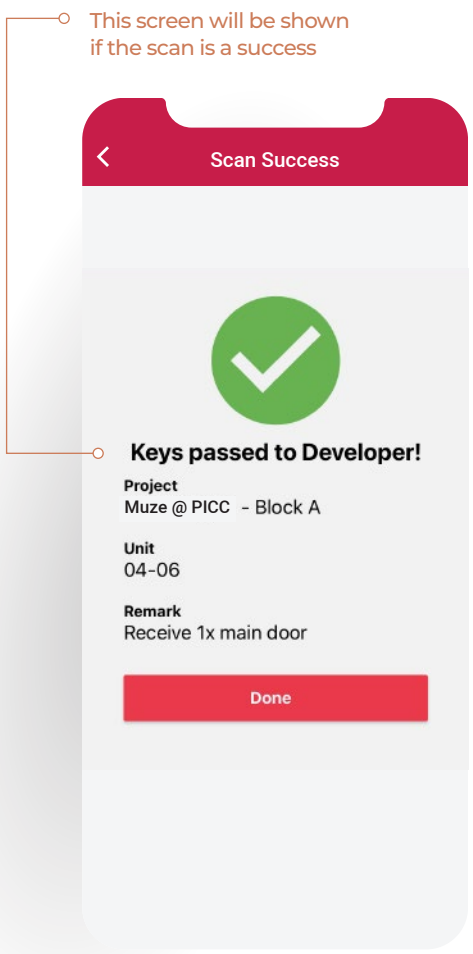 This screen will be shown
if the scan is a success
Scan Success
Keys passed to Developer!
Project
Muze @ PICC - Block A
Unit
04-06
Remark
Receive 1x main door
Done